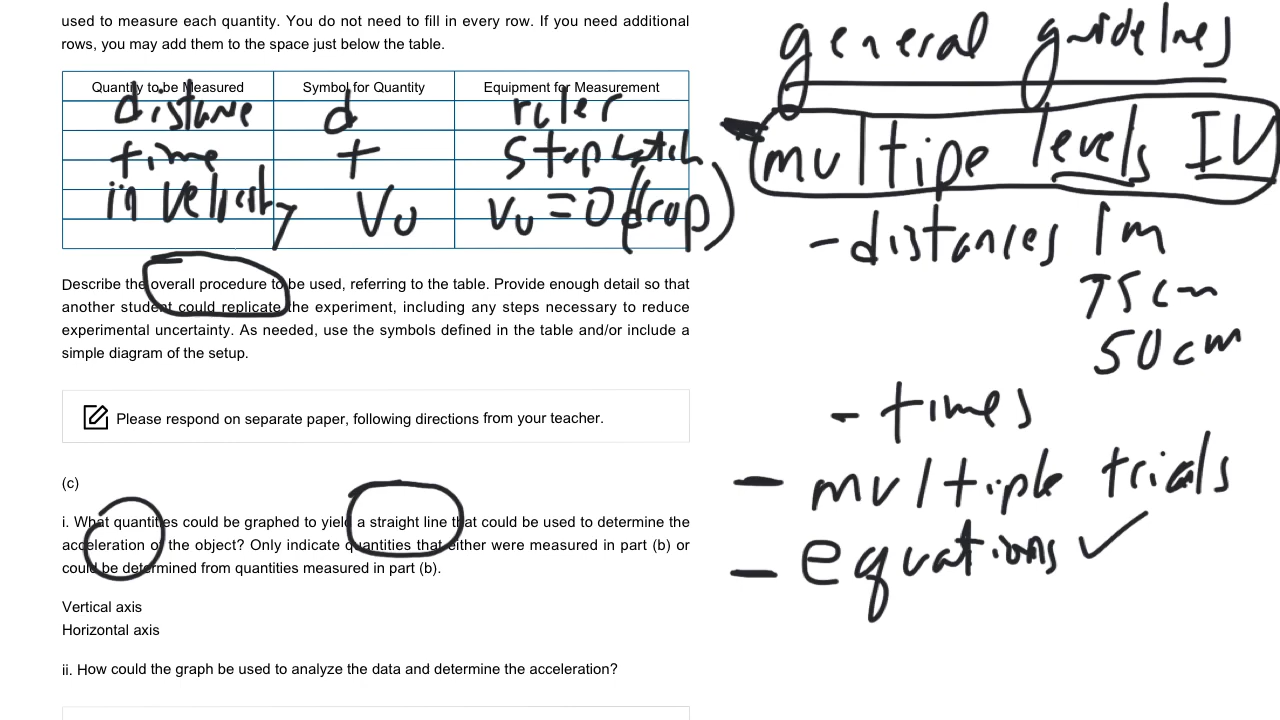 used to measure each quantity. You do not need to fill in every row. If you need additional
rows, you may add them to the space just below the table.
Quantity to be Measured Symbol for Quantity Equipment for Measurement
distane d ruler
time t stopwatch
in velicity V0 v0 = 0 (drop)
Describe the overall procedure to be used, referring to the table. Provide enough detail so that
another student could replicate the experiment, including any steps necessary to reduce
experimental uncertainty. As needed, use the symbols defined in the table and/or include a
simple diagram of the setup.
Please respond on separate paper, following directions from your teacher.
(c)
i. What quantities could be graphed to yield a straight line that could be used to determine the
acceleration of the object? Only indicate quantities that either were measured in part (b) or
could be determined from quantities measured in part (b).
Vertical axis
Horizontal axis
ii. How could the graph be used to analyze the data and determine the acceleration?
general guidelines
multipe levels IV
- distances 1m
75cm
50cm
- times
- multiple trials
- equations ✓